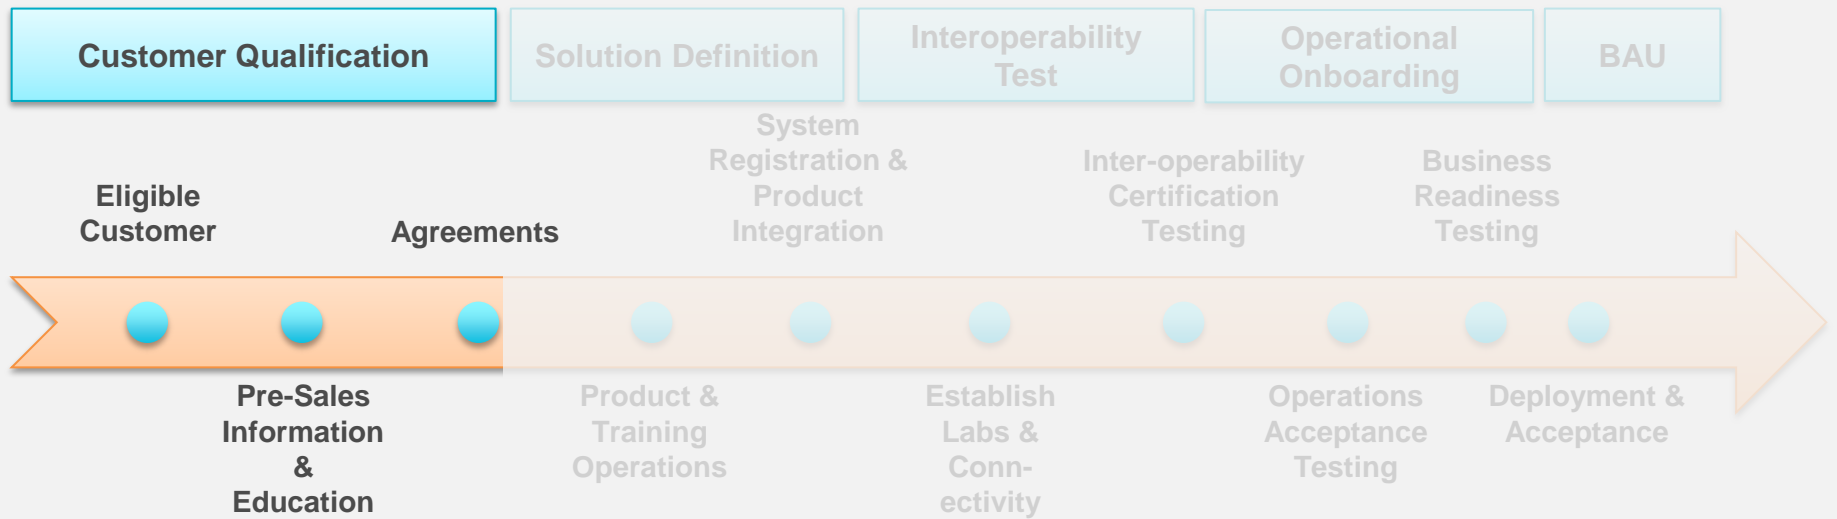 Customer Qualification
Solution Definition
Interoperability
Test
Operational
Onboarding
BAU
Eligible
Customer
Agreements
System
Registration &
Product
Integration
Inter-operability
Certification
Testing
Business
Readiness
Testing
Pre-Sales
Information
&
Education
Product &
Training
Operations
Establish
Labs &
Conn-
ectivity
Operations
Acceptance
Testing
Deployment &
Acceptance